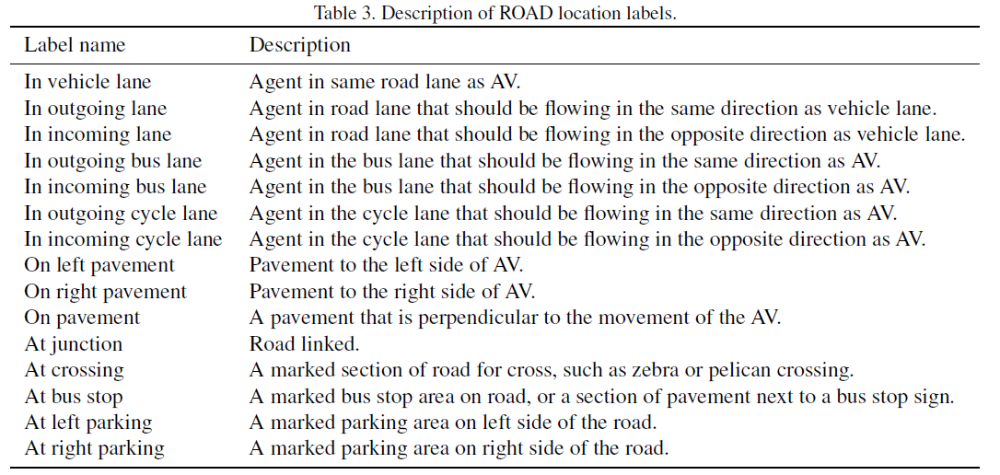 Table 3. Description of ROAD location labels.
Label name Description
In vehicle lane Agent in same road lane as AV.
In outgoing lane Agent in road lane that should be flowing in the same direction as vehicle lane.
In incoming lane Agent in road lane that should be flowing in the opposite direction as vehicle lane.
In outgoing bus lane Agent in the bus lane that should be flowing in the same direction as AV.
In incoming bus lane Agent in the bus lane that should be flowing in the opposite direction as AV.
In outgoing cycle lane Agent in the cycle lane that should be flowing in the same direction as AV.
In incoming cycle lane Agent in the cycle lane that should be flowing in the opposite direction as AV.
On left pavement Pavement to the left side of AV.
On right pavement Pavement to the right side of AV.
On pavement A pavement that is perpendicular to the movement of the AV.
At junction Road linked.
At crossing A marked section of road for cross, such as zebra or pelican crossing.
At bus stop A marked bus stop area on road, or a section of pavement next to a bus stop sign.
At left parking A marked parking area on left side of the road.
At right parking A marked parking area on right side of the road.